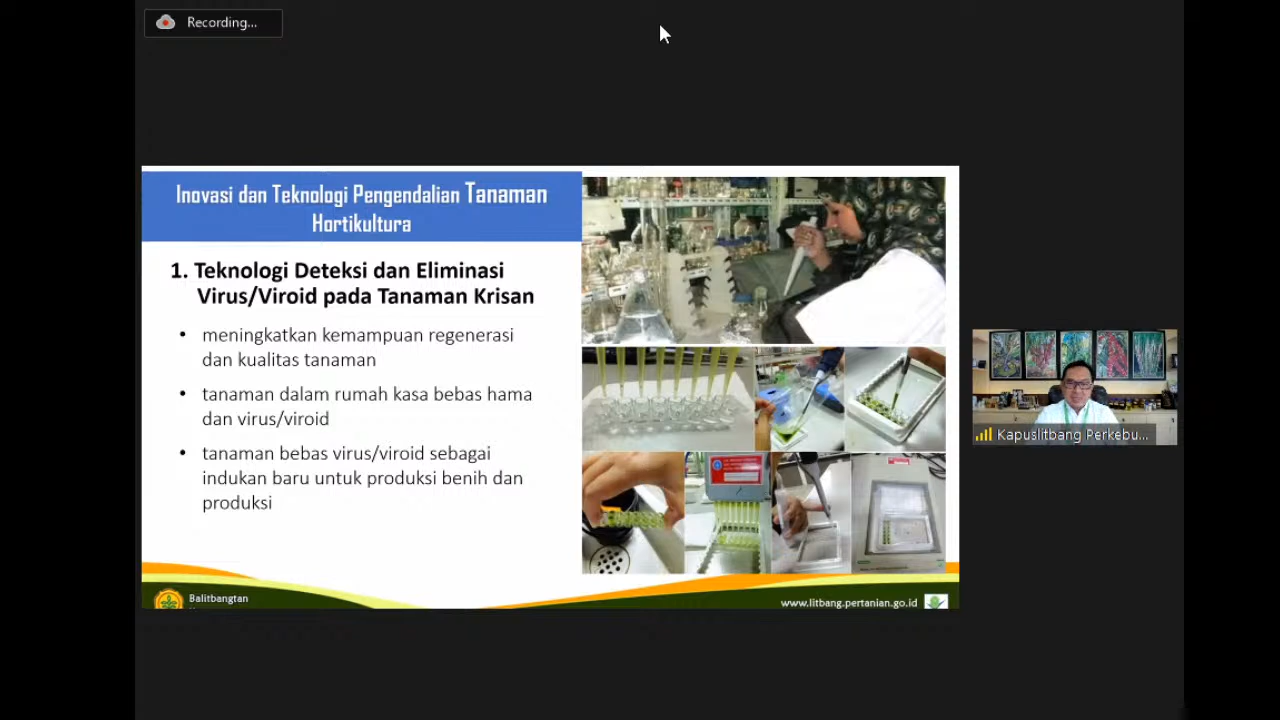 Recording...
Inovasi dan Teknologi Pengendalian Tanaman
Hortikultura
1. Teknologi Deteksi dan Eliminasi
Virus/Viroid pada Tanaman Krisan
• meningkatkan kemampuan regenerasi
dan kualitas tanaman
• tanaman dalam rumah kasa bebas hama
dan virus/viroid
• tanaman bebas virus/viroid sebagai
indukan baru untuk produksi benih dan
produksi
Kapuslitbang Perkebu...
Balitbangtan
www.litbang.pertanian.go.id